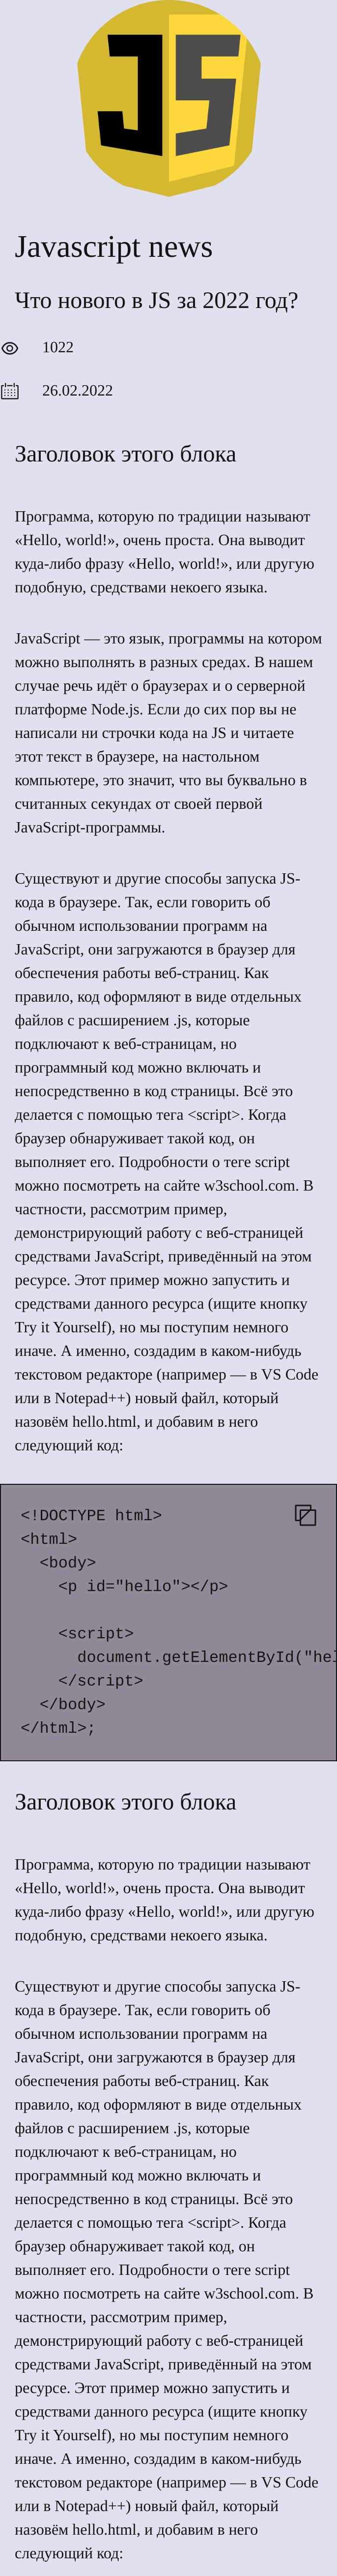 JS
Javascript news
Что нового в JS за 2022 год?
1022
26.02.2022
Заголовок этого блока
Программа, которую по традиции называют
«Hello, world!», очень проста. Она выводит
куда-либо фразу «Hello, world!», или другую
подобную, средствами некоего языка.
JavaScript — это язык, программы на котором
можно выполнять в разных средах. В нашем
случае речь идёт о браузерах и о серверной
платформе Node.js. Если до сих пор вы не
написали ни строчки кода на JS и читаете
этот текст в браузере, на настольном
компьютере, это значит, что вы буквально в
считанных секундах от своей первой
JavaScript-программы.
Существуют и другие способы запуска JS-
кода в браузере. Так, если говорить об
обычном использовании программ на
JavaScript, они загружаются в браузер для
обеспечения работы веб-страниц. Как
правило, код оформляют в виде отдельных
файлов с расширением .js, которые
подключают к веб-страницам, но
программный код можно включать и
непосредственно в код страницы. Всё это
делается с помощью тега <script>. Когда
браузер обнаруживает такой код, он
выполняет его. Подробности о теге script
можно посмотреть на сайте w3school.com. В
частности, рассмотрим пример,
демонстрирующий работу с веб-страницей
средствами JavaScript, приведённый на этом
ресурсе. Этот пример можно запустить и
средствами данного ресурса (ищите кнопку
Try it Yourself), но мы поступим немного
иначе. А именно, создадим в каком-нибудь
текстовом редакторе (например — в VS Code
или в Notepad++) новый файл, который
назовём hello.html, и добавим в него
следующий код:
<!DOCTYPE html>
<html>
  <body>
    <p id="hello"></p>
    <script>
      document.getElementById("hel
    </script>
  </body>
</html>;
Заголовок этого блока
Программа, которую по традиции называют
«Hello, world!», очень проста. Она выводит
куда-либо фразу «Hello, world!», или другую
подобную, средствами некоего языка.
Существуют и другие способы запуска JS-
кода в браузере. Так, если говорить об
обычном использовании программ на
JavaScript, они загружаются в браузер для
обеспечения работы веб-страниц. Как
правило, код оформляют в виде отдельных
файлов с расширением .js, которые
подключают к веб-страницам, но
программный код можно включать и
непосредственно в код страницы. Всё это
делается с помощью тега <script>. Когда
браузер обнаруживает такой код, он
выполняет его. Подробности о теге script
можно посмотреть на сайте w3school.com. В
частности, рассмотрим пример,
демонстрирующий работу с веб-страницей
средствами JavaScript, приведённый на этом
ресурсе. Этот пример можно запустить и
средствами данного ресурса (ищите кнопку
Try it Yourself), но мы поступим немного
иначе. А именно, создадим в каком-нибудь
текстовом редакторе (например — в VS Code
или в Notepad++) новый файл, который
назовём hello.html, и добавим в него
следующий код: